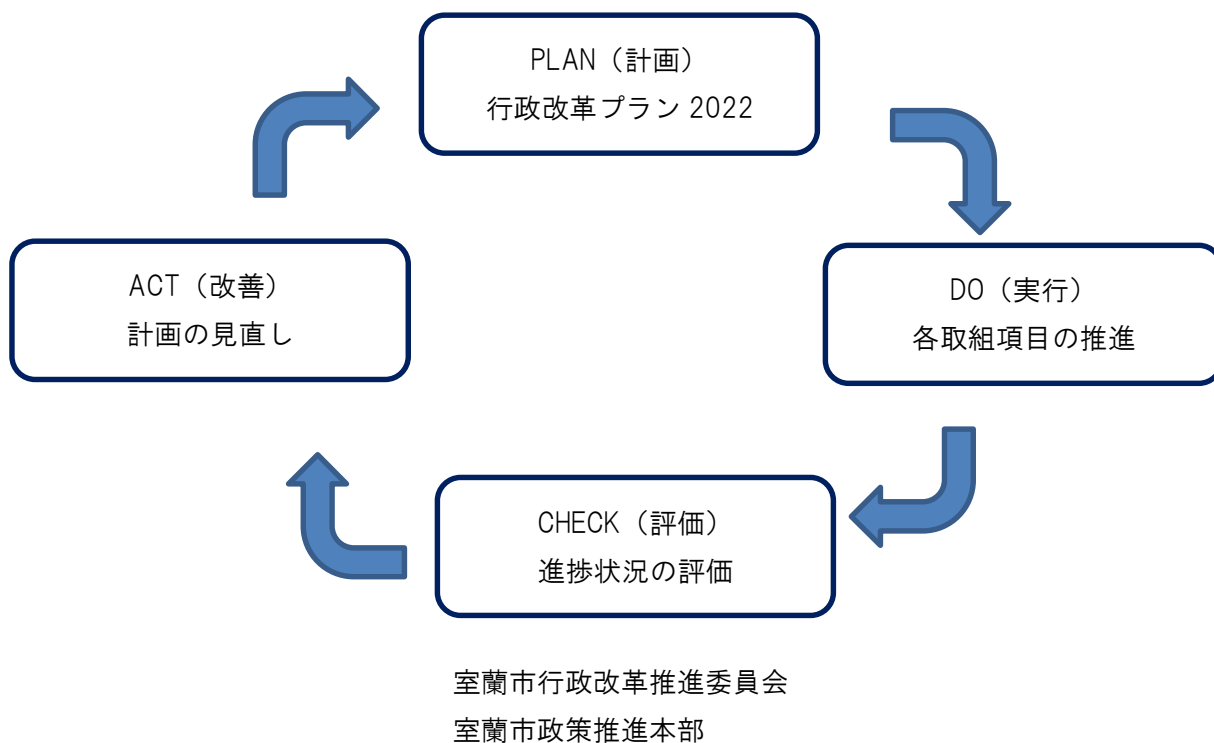 PLAN（計画）
行政改革プラン 2022
DO（実行）
各取組項目の推進
CHECK（評価）
進捗状況の評価
ACT（改善）
計画の見直し
室蘭市行政改革推進委員会
室蘭市政策推進本部